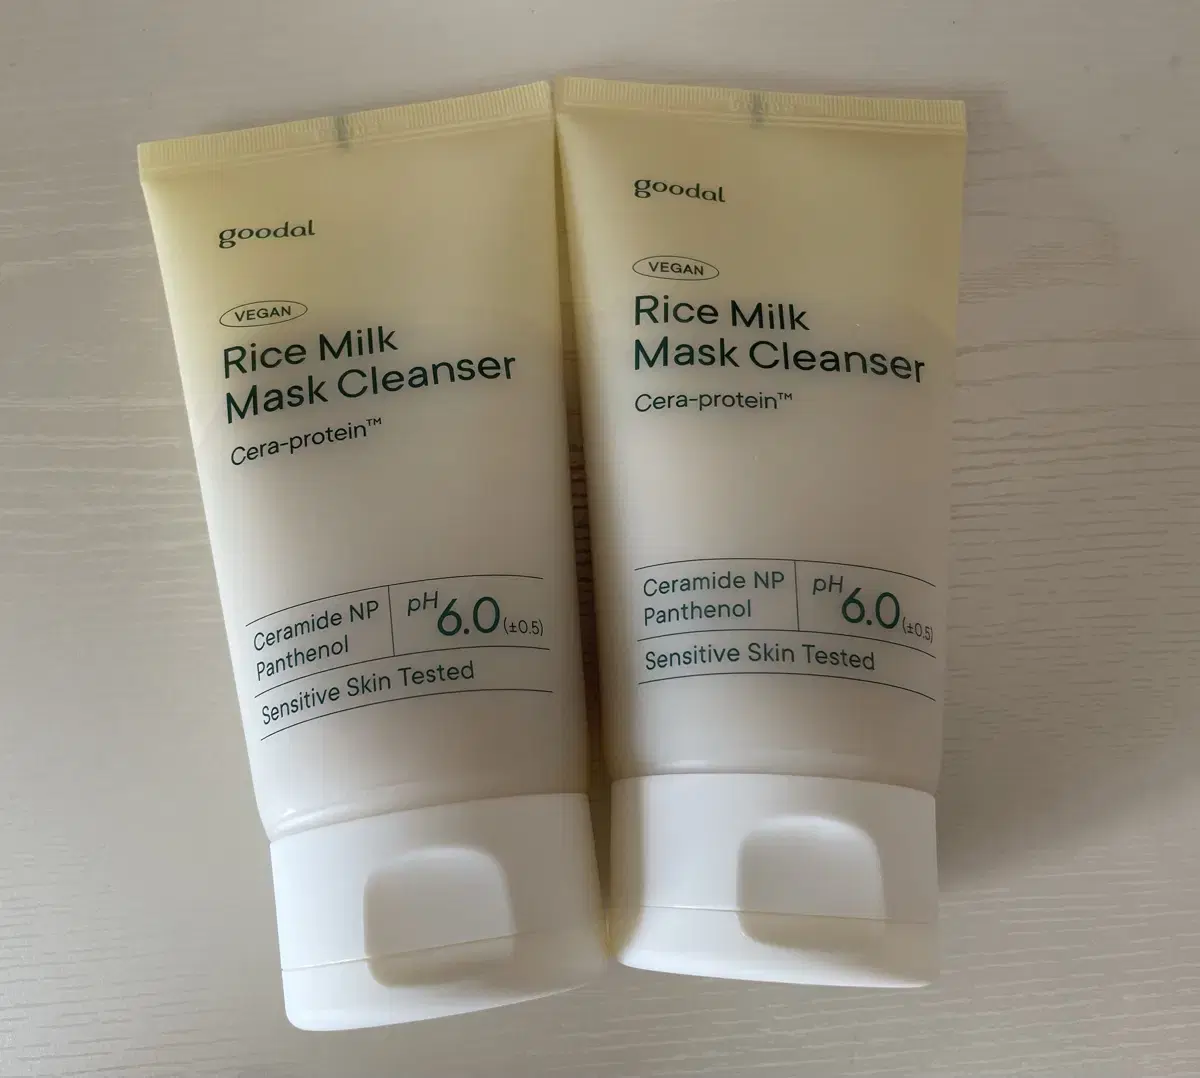 goodal
VEGAN
Rice Milk
Mask Cleanser
Cera-protein™
Ceramide NP
Panthenol
pH 6.0 (±0.5)
Sensitive Skin Tested
goodal
VEGAN
Rice Milk
Mask Cleanser
Cera-protein™
Ceramide NP
Panthenol
pH 6.0 (±0.5)
Sensitive Skin Tested